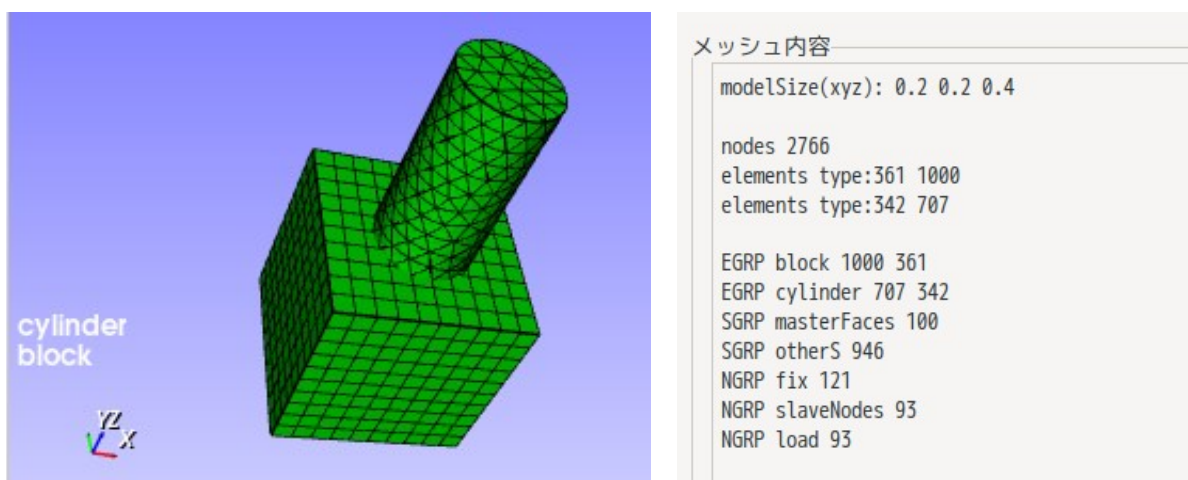 cylinder
block
YZ
X
メッシュ内容
modelSize(xyz): 0.2 0.2 0.4
nodes 2766
elements type:361 1000
elements type:342 707
EGRP block 1000 361
EGRP cylinder 707 342
SGRP masterFaces 100
SGRP otherS 946
NGRP fix 121
NGRP slaveNodes 93
NGRP load 93